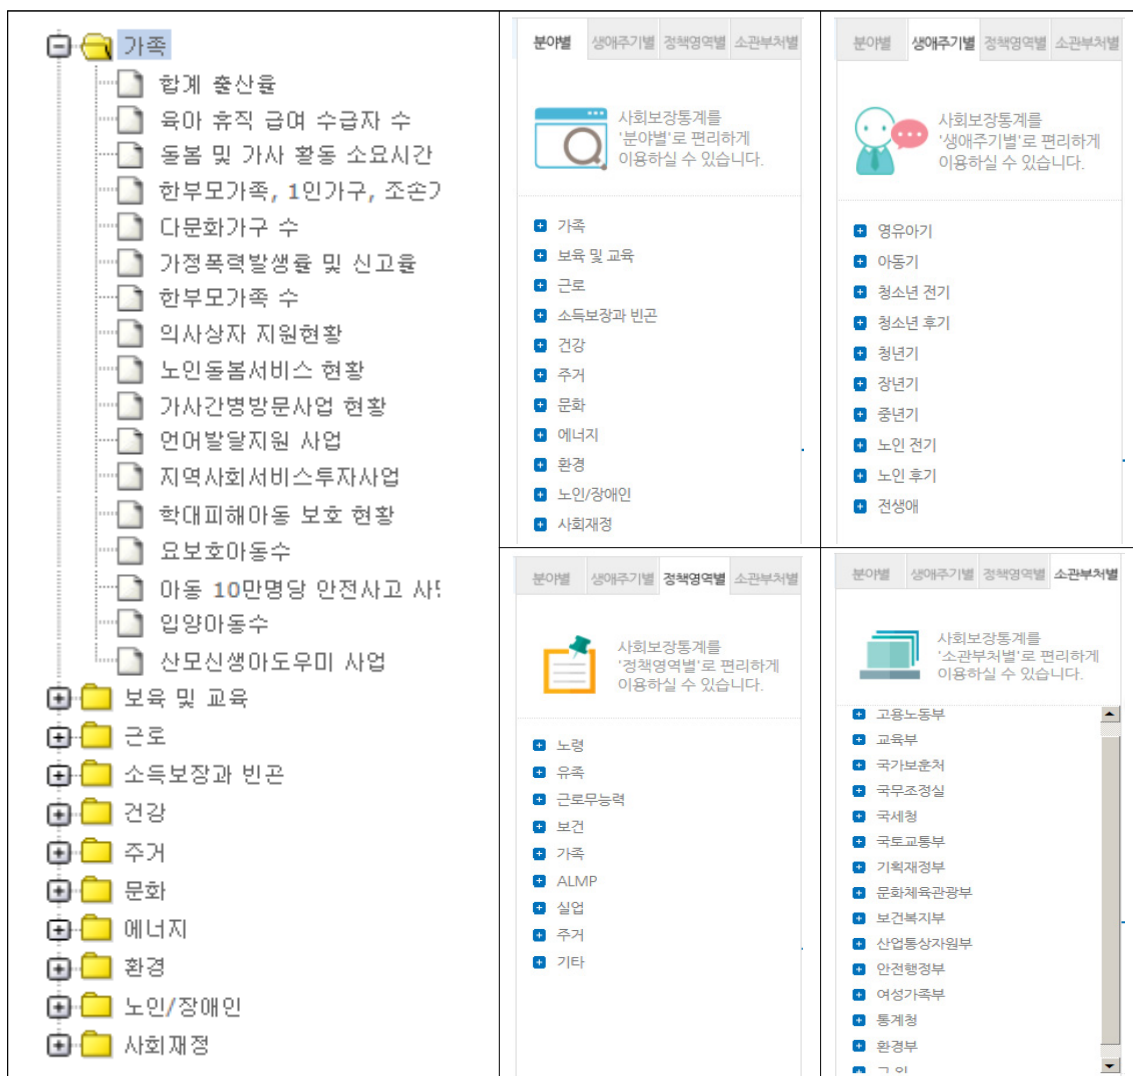 가족
합계 출산율
육아 휴직 급여 수급자 수
돌봄 및 가사 활동 소요시간
한부모가족, 1인가구, 조손가
다문화가구 수
가정폭력발생률 및 신고율
한부모가족 수
의사상자 지원현황
노인돌봄서비스 현황
가사간병방문사업 현황
언어발달지원 사업
지역사회서비스투자사업
학대피해아동 보호 현황
요보호아동수
아동 10만명당 안전사고
입양아동수
산모신생아도우미 사업
보육 및 교육
근로
소득보장과 빈곤
건강
주거
문화
에너지
환경
노인/장애인
사회재정
분야별 생애주기별 정책영역별 소관부처별
사회보장통계를
'분야별'로 편리하게
이용하실 수 있습니다.
가족
보육 및 교육
근로
소득보장과 빈곤
건강
주거
문화
에너지
환경
노인/장애인
사회재정
분야별 생애주기별 정책영역별 소관부처별
사회보장통계를
'생애주기별'로 편리하게
이용하실 수 있습니다.
영유아기
아동기
청소년 전기
청소년 후기
청년기
장년기
중년기
노인 전기
노인 후기
전생애
분야별 생애주기별 정책영역별 소관부처별
사회보장통계를
'정책영역별'로 편리하게
이용하실 수 있습니다.
노령
유족
근로무능력
보건
가족
ALMP
실업
주거
기타
분야별 생애주기별 정책영역별 소관부처별
사회보장통계를
'소관부처별'로 편리하게
이용하실 수 있습니다.
고용노동부
교육부
국가보훈처
국무조정실
국세청
국토교통부
기획재정부
문화체육관광부
보건복지부
산업통상자원부
안전행정부
여성가족부
통계청
환경부